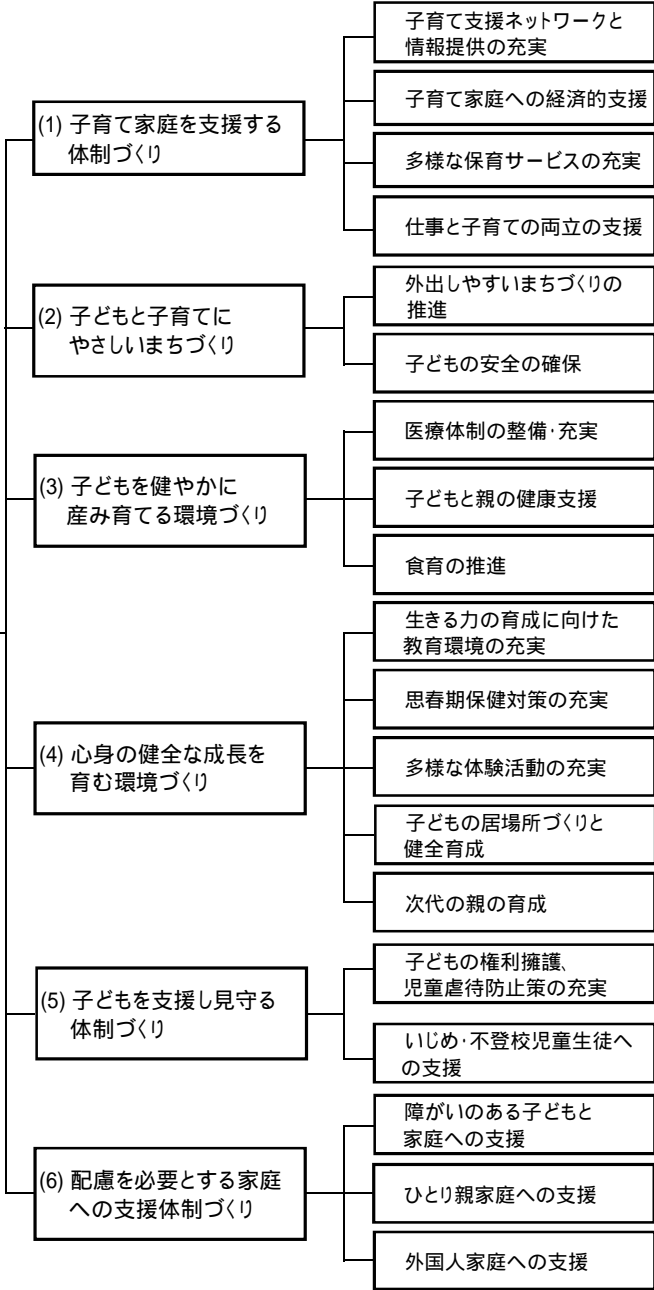 (1) 子育て家庭を支援する
体制づくり
子育て支援ネットワークと
情報提供の充実
子育て家庭への経済的支援
多様な保育サービスの充実
仕事と子育ての両立の支援
(2) 子どもと子育てに
やさしいまちづくり
外出しやすいまちづくりの
推進
子どもの安全の確保
(3) 子どもを健やかに
産み育てる環境づくり
医療体制の整備・充実
子どもと親の健康支援
食育の推進
(4) 心身の健全な成長を
育む環境づくり
生きる力の育成に向けた
教育環境の充実
思春期保健対策の充実
多様な体験活動の充実
子どもの居場所づくりと
健全育成
次代の親の育成
(5) 子どもを支援し見守る
体制づくり
子どもの権利擁護、
児童虐待防止策の充実
いじめ・不登校児童生徒へ
の支援
(6) 配慮を必要とする家庭
への支援体制づくり
障がいのある子どもと
家庭への支援
ひとり親家庭への支援
外国人家庭への支援